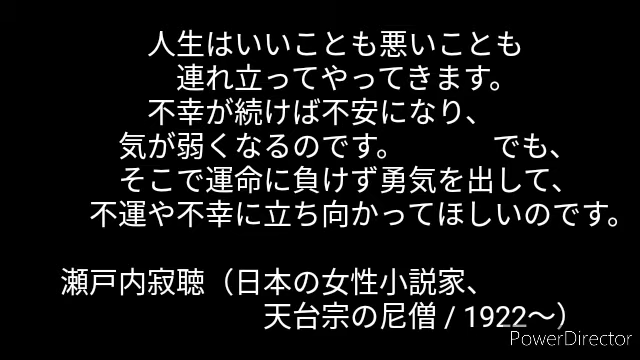 人生はいいことも悪いことも
連れ立ってやってきます。
不幸が続けば不安になり、
気が弱くなるのです。　　　でも、
そこで運命に負けず勇気を出して、
不運や不幸に立ち向かってほしいのです。
瀬戸内寂聴（日本の女性小説家、
天台宗の尼僧 / 1922〜）
PowerDirector